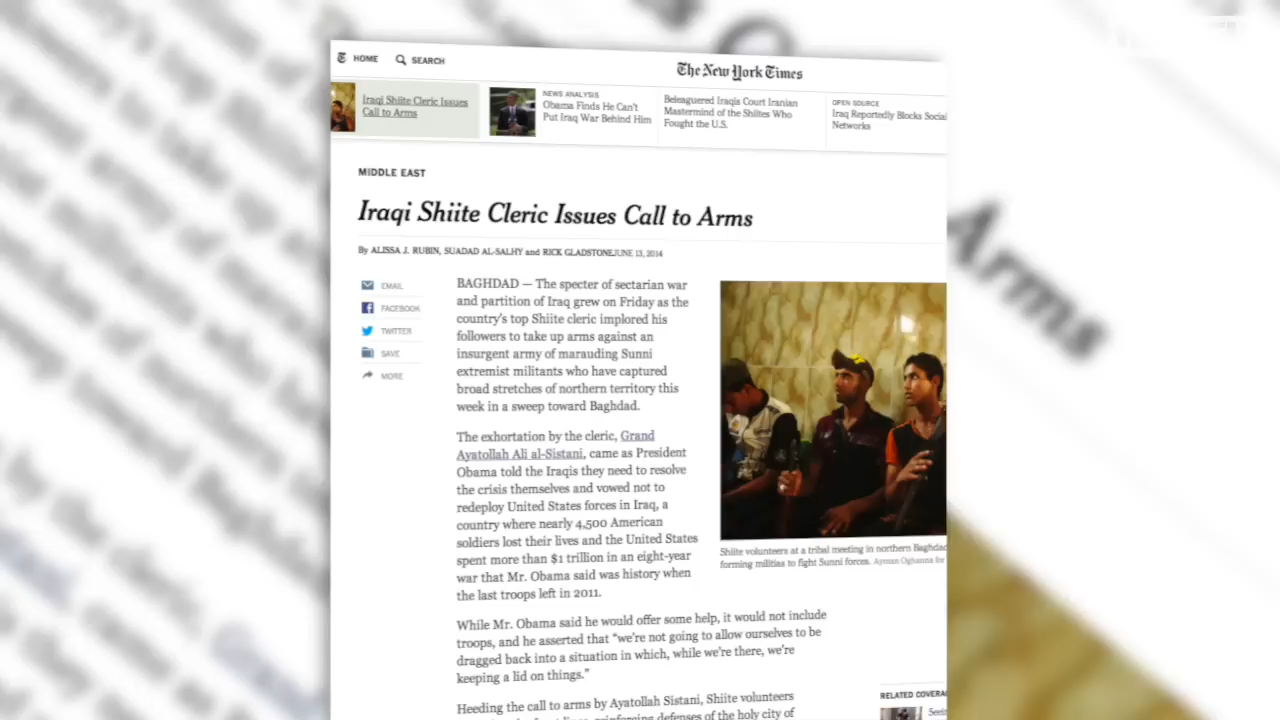 HOME
SEARCH
The New York Times
Iraqi Shiite Cleric Issues
Call to Arms
NEWS ANALYSIS
Obama Finds He Can't
Put Iraq War Behind Him
Beleaguered Iraqis Court Iranian
Mastermind of the Shiites Who
Fought the U.S.
OPEN SOURCE
Iraq Reportedly Blocks Social
Networks
MIDDLE EAST
Iraqi Shiite Cleric Issues Call to Arms
By ALISSA J. RUBIN, SUADAD AL-SALHY and RICK GLADSTONEJUNE 13, 2014
EMAIL
FACEBOOK
TWITTER
SAVE
MORE
BAGHDAD — The specter of sectarian war
and partition of Iraq grew on Friday as the
country's top Shiite cleric implored his
followers to take up arms against an
insurgent army of marauding Sunni
extremist militants who have captured
broad stretches of northern territory this
week in a sweep toward Baghdad.
The exhortation by the cleric, Grand
Ayatollah Ali al-Sistani, came as President
Obama told the Iraqis they need to resolve
the crisis themselves and vowed not to
redeploy United States forces in Iraq, a
country where nearly 4,500 American
soldiers lost their lives and the United States
spent more than $1 trillion in an eight-year
war that Mr. Obama said was history when
the last troops left in 2011.
While Mr. Obama said he would offer some help, it would not include
troops, and he asserted that “we're not going to allow ourselves to be
dragged back into a situation in which, while we're there, we're
keeping a lid on things.”
Heeding the call to arms by Ayatollah Sistani, Shiite volunteers
reinforcing defenses of the holy city of
Shiite volunteers at a tribal meeting in northern Baghdad
forming militias to fight Sunni forces. Ayman Oghanna for
RELATED COVERA
Arms